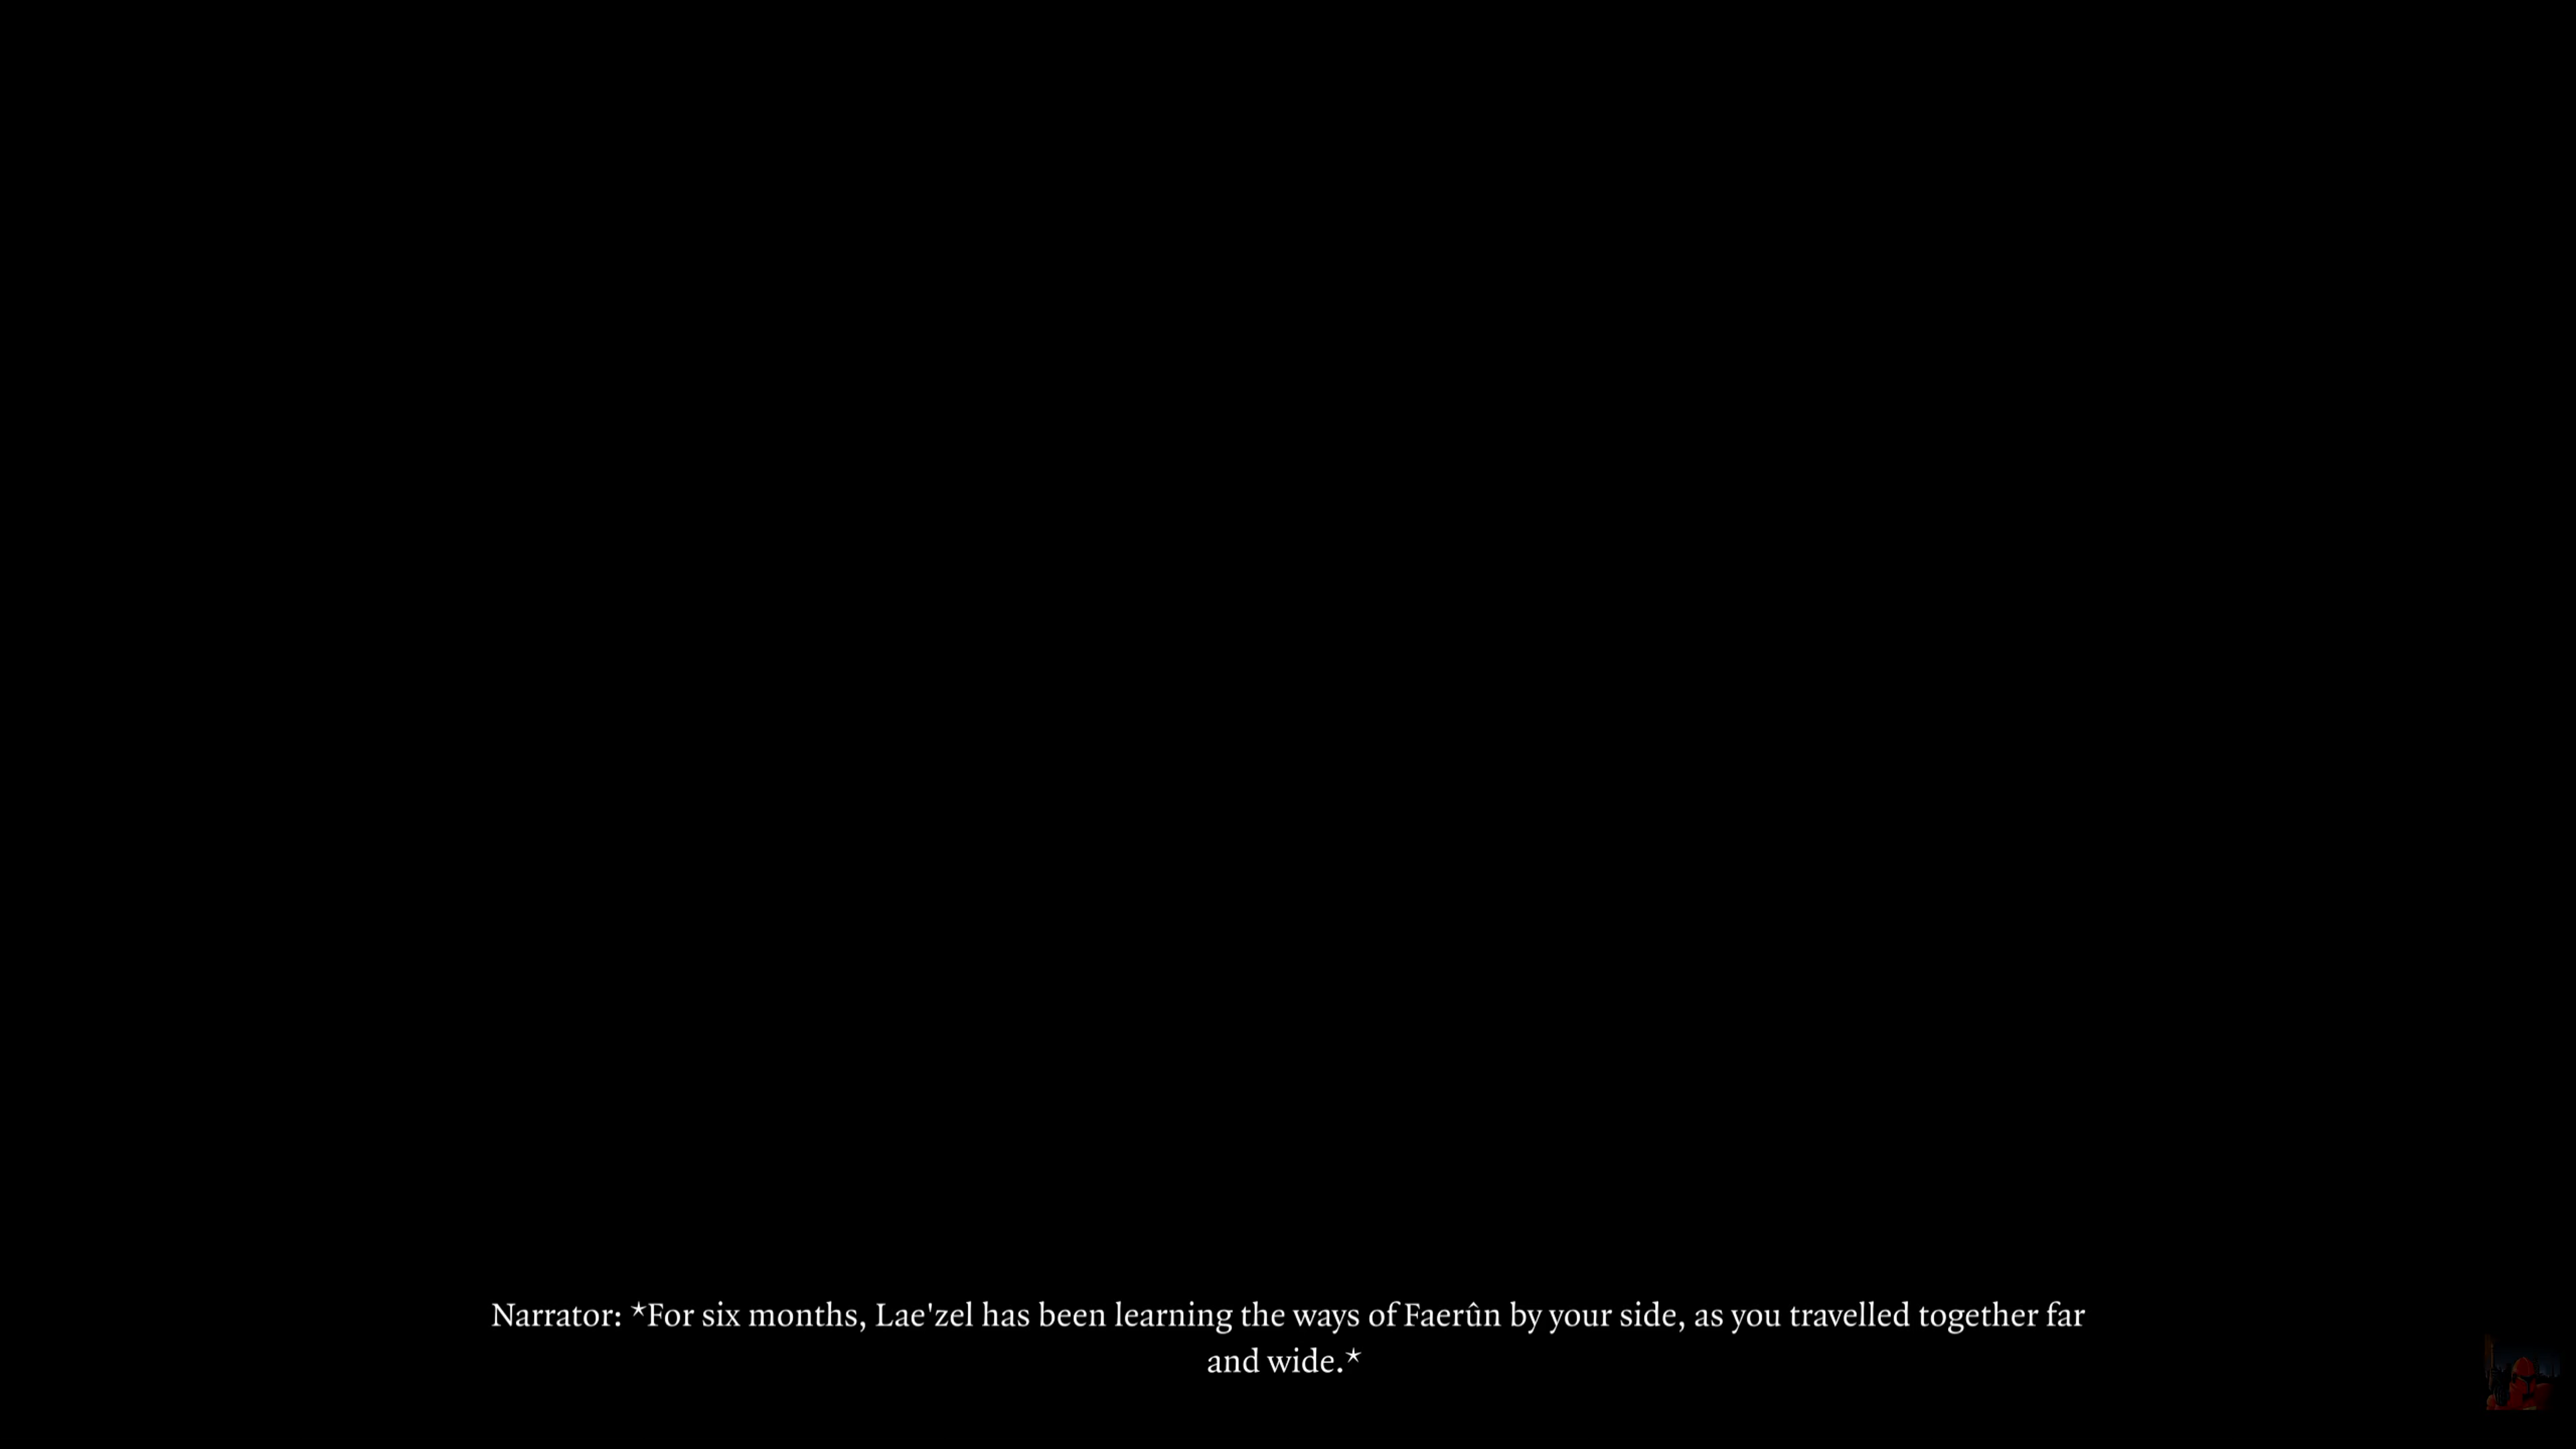 Narrator: *For six months, Lae'zel has been learning the ways of Faerûn by your side, as you travelled together far
and wide.*